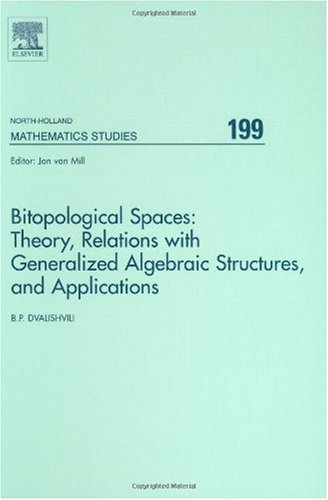 ELSEVIER
NORTH-HOLLAND
MATHEMATICS STUDIES 199
Editor: Jan van Mill
Bitopological Spaces:
Theory, Relations with
Generalized Algebraic Structures,
and Applications
B.P. DVALISHVILI